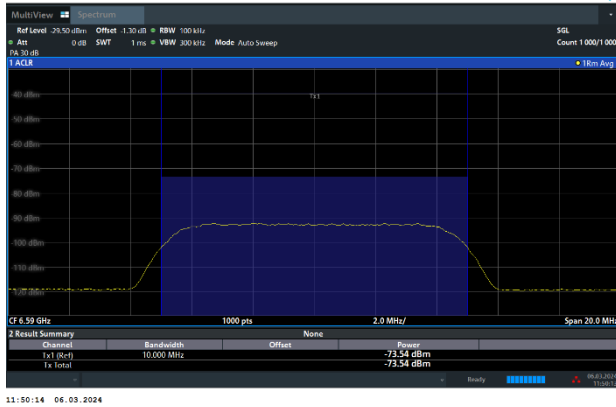 MultiView Spectrum
Ref Level -29.50 dBm Offset -1.30 dB RBW 100 kHz SGL
Att 0 dB SWT 1 ms VBW 300 kHz Mode Auto Sweep Count 1000/1000
PA 30 dB
1 ACLR 1Rm Avg
-40 dBm
Tx1
-50 dBm
-60 dBm
-70 dBm
-80 dBm
-90 dBm
-100 dBm
-110 dBm
-120 dBm
CF 6.59 GHz 1000 pts 2.0 MHz/ Span 20.0 MHz
2 Result Summary None
Channel Bandwidth Offset Power
Tx1 (Ref) 10.000 MHz -73.54 dBm
Tx Total -73.54 dBm
Ready 06.03.2024
11:50:13
11:50:14 06.03.2024